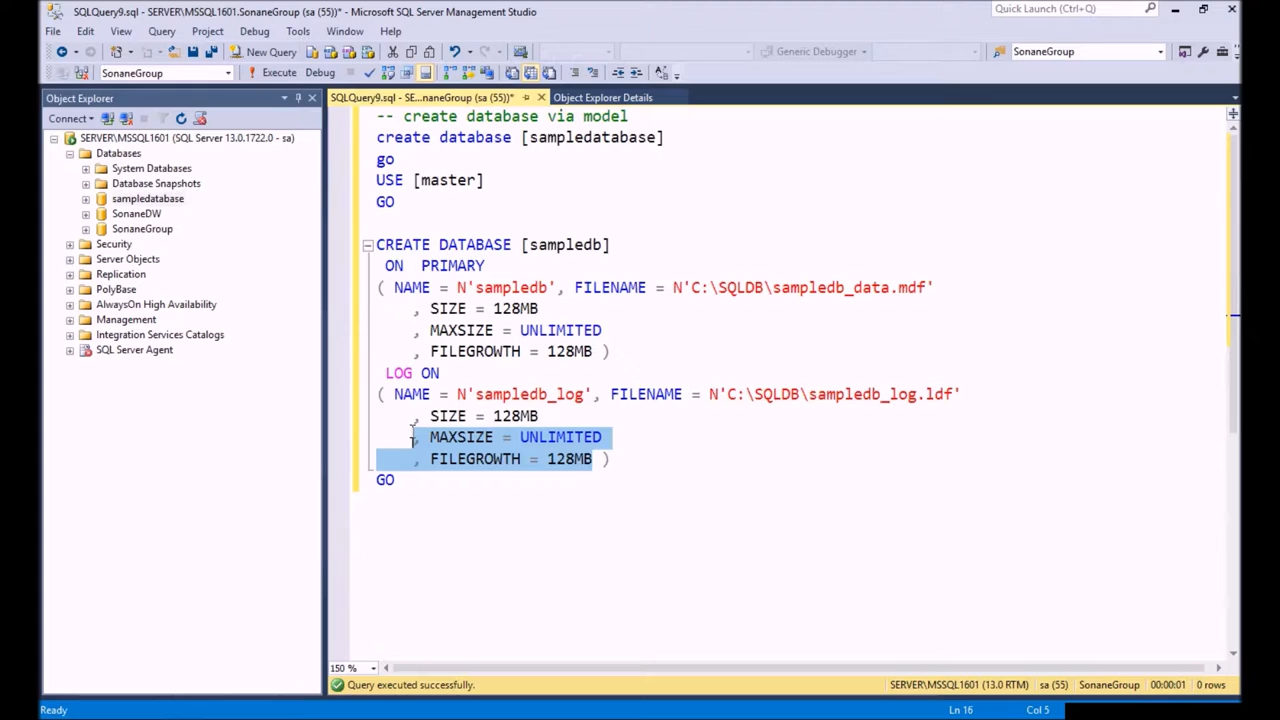 SQLQuery9.sql - SERVER\MSSQL1601.SonaneGroup (sa (55))* - Microsoft SQL Server Management Studio
Quick Launch (Ctrl+Q)
File Edit View Query Project Debug Tools Window Help
New Query
Generic Debugger
SonaneGroup
SonaneGroup
Execute Debug
Object Explorer
SQLQuery9.sql - SE...naneGroup (sa (55))*
Object Explorer Details
Connect
SERVER\MSSQL1601 (SQL Server 13.0.1722.0 - sa)
Databases
System Databases
Database Snapshots
sampledatabase
SonaneDW
SonaneGroup
Security
Server Objects
Replication
PolyBase
AlwaysOn High Availability
Management
Integration Services Catalogs
SQL Server Agent
-- create database via model
create database [sampledatabase]
go
USE [master]
GO
CREATE DATABASE [sampledb]
ON PRIMARY
( NAME = N'sampledb', FILENAME = N'C:\SQLDB\sampledb_data.mdf'
, SIZE = 128MB
, MAXSIZE = UNLIMITED
, FILEGROWTH = 128MB )
LOG ON
( NAME = N'sampledb_log', FILENAME = N'C:\SQLDB\sampledb_log.ldf'
, SIZE = 128MB
, MAXSIZE = UNLIMITED
, FILEGROWTH = 128MB )
GO
150 %
Query executed successfully.
SERVER\MSSQL1601 (13.0 RTM) sa (55) SonaneGroup 00:00:01 0 rows
Ready
Ln 16
Col 5